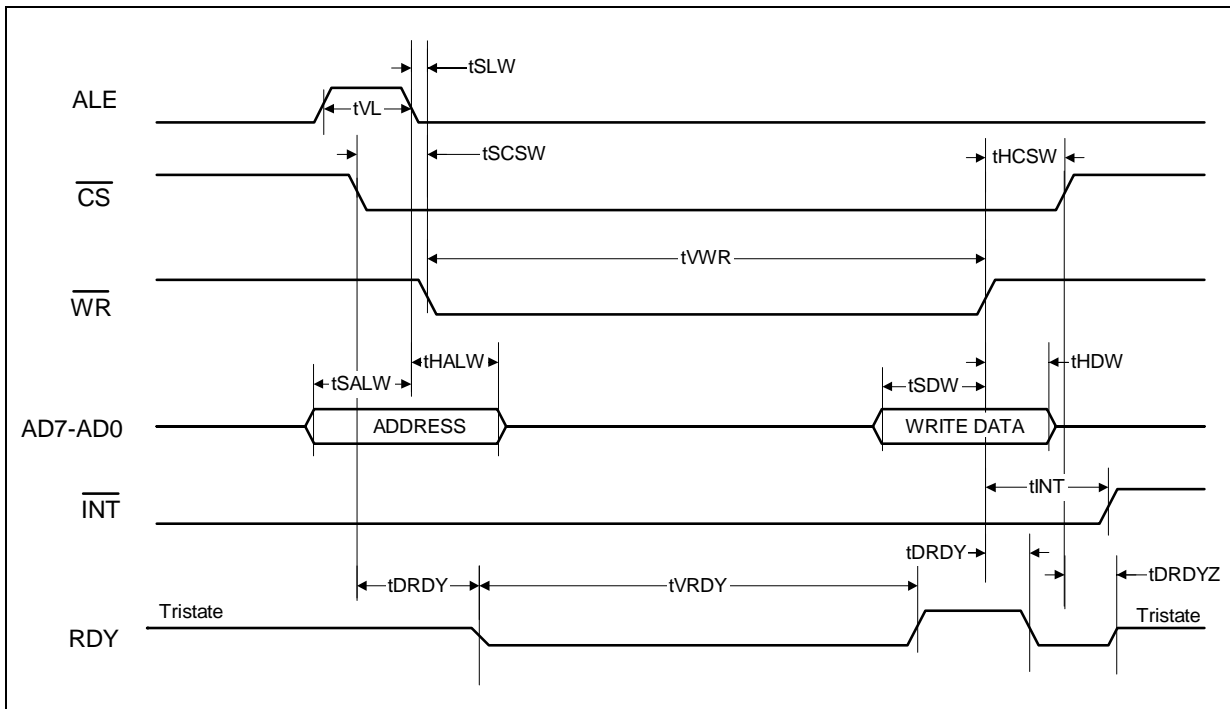 tSLW
ALE
tVL
tSCSW
tHCSW
CS
tVWR
WR
tHALW
tHDW
tSALW
tSDW
AD7-AD0
ADDRESS
WRITE DATA
tINT
INT
tDRDY
tDRDY
tVRDY
tDRDYZ
Tristate
Tristate
RDY